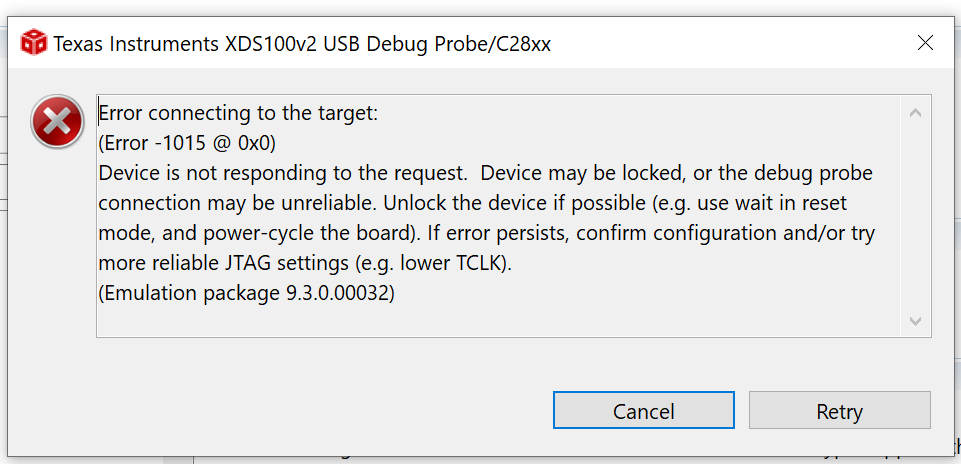 Texas Instruments XDS100v2 USB Debug Probe/C28xx
Error connecting to the target:
(Error -1015 @ 0x0)
Device is not responding to the request.  Device may be locked, or the debug probe
connection may be unreliable. Unlock the device if possible (e.g. use wait in reset
mode, and power-cycle the board). If error persists, confirm configuration and/or try
more reliable JTAG settings (e.g. lower TCLK).
(Emulation package 9.3.0.00032)
Cancel
Retry